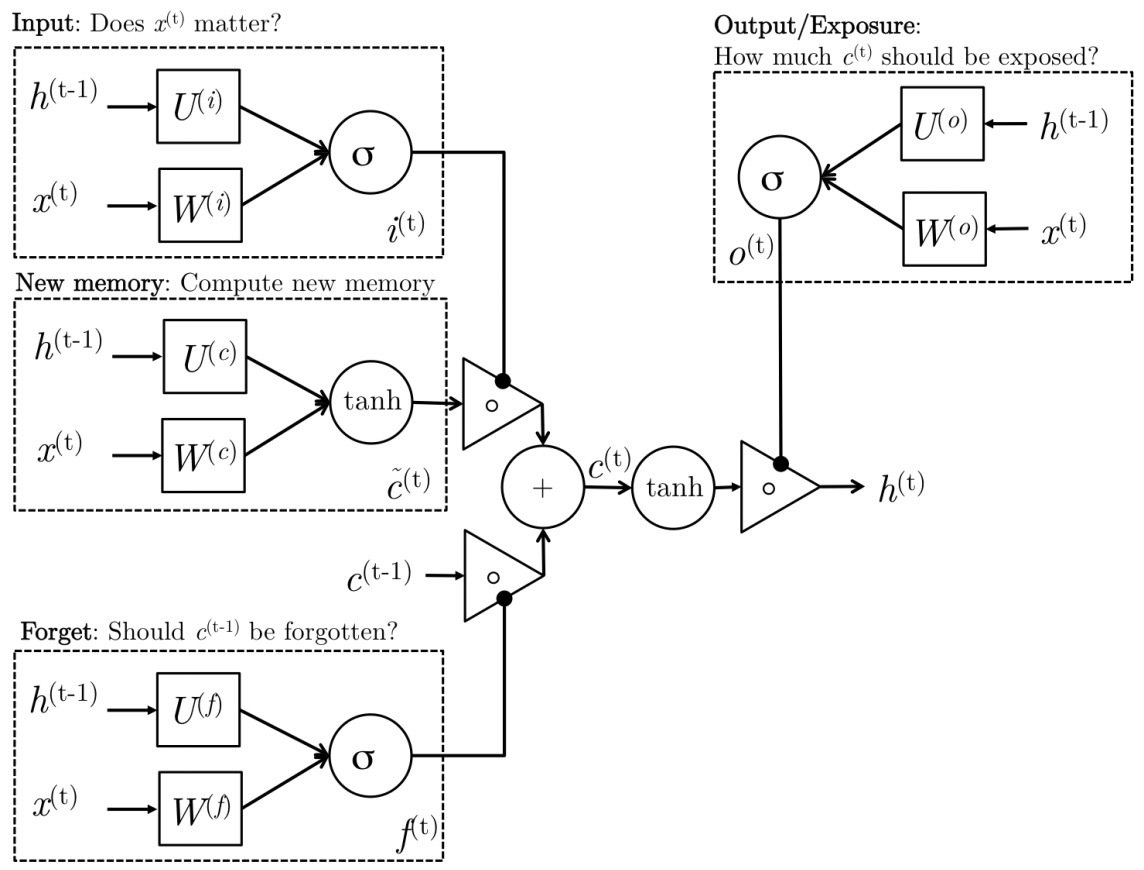 Input: Does x^(t) matter?
h^(t-1)
U^(i)
σ
x^(t)
W^(i)
i^(t)
New memory: Compute new memory
h^(t-1)
U^(c)
tanh
x^(t)
W^(c)
c̃^(t)
Output/Exposure:
How much c^(t) should be exposed?
U^(o)
h^(t-1)
σ
W^(o)
x^(t)
o^(t)
+
c^(t)
tanh
h^(t)
c^(t-1)
Forget: Should c^(t-1) be forgotten?
h^(t-1)
U^(f)
σ
x^(t)
W^(f)
f^(t)